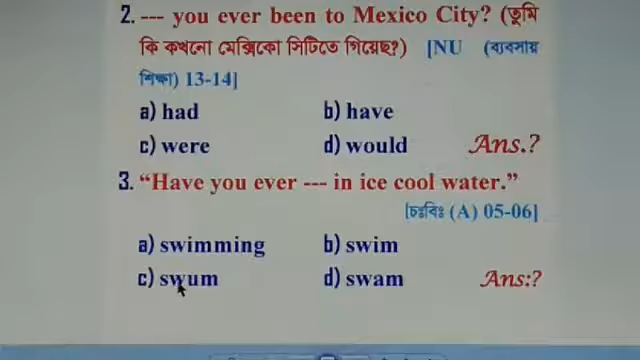 2. --- you ever been to Mexico City? (তুমি
কি কখনো মেক্সিকো সিটিতে গিয়েছ?) [NU (ব্যবসায়
শিক্ষা) 13-14]
a) had b) have
c) were d) would Ans.?
3. “Have you ever --- in ice cool water.”
[চঃবিঃ (A) 05-06]
a) swimming b) swim
c) swum d) swam Ans:?